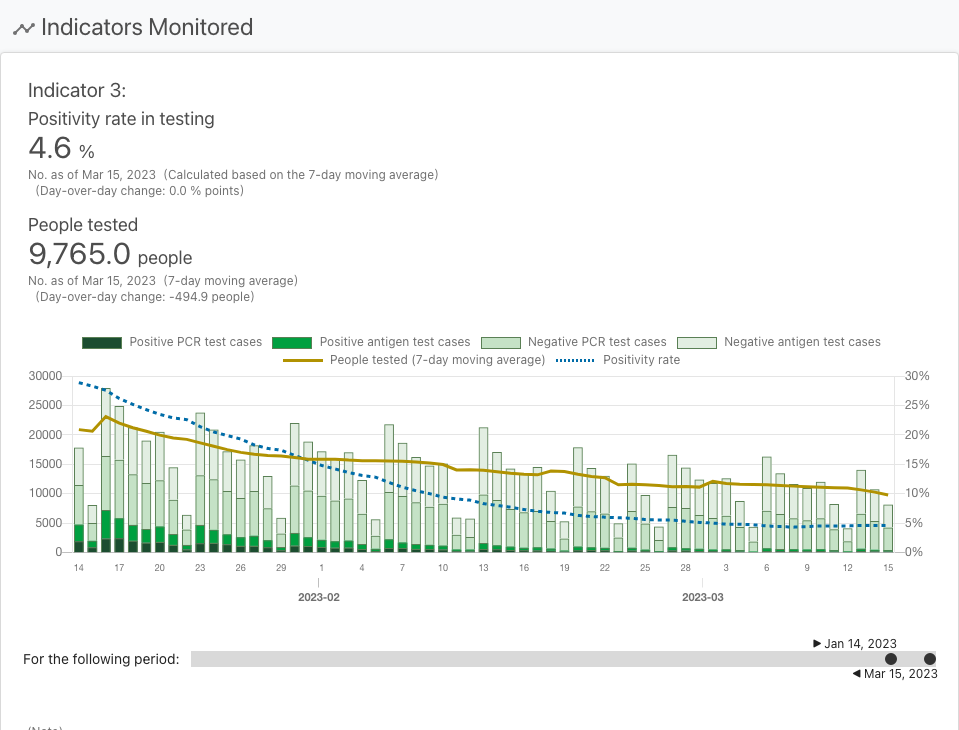 Indicators Monitored
Indicator 3:
Positivity rate in testing
4.6 %
No. as of Mar 15, 2023 (Calculated based on the 7-day moving average)
(Day-over-day change: 0.0 % points)
People tested
9,765.0 people
No. as of Mar 15, 2023 (7-day moving average)
(Day-over-day change: -494.9 people)
Positive PCR test cases Positive antigen test cases Negative PCR test cases Negative antigen test cases
People tested (7-day moving average) Positivity rate
30000 30%
25000 25%
20000 20%
15000 15%
10000 10%
5000 5%
0 0%
14 17 20 23 26 29 1 4 7 10 13 16 19 22 25 28 3 6 9 12 15
2023-02 2023-03
Jan 14, 2023
For the following period:
Mar 15, 2023
(Note)